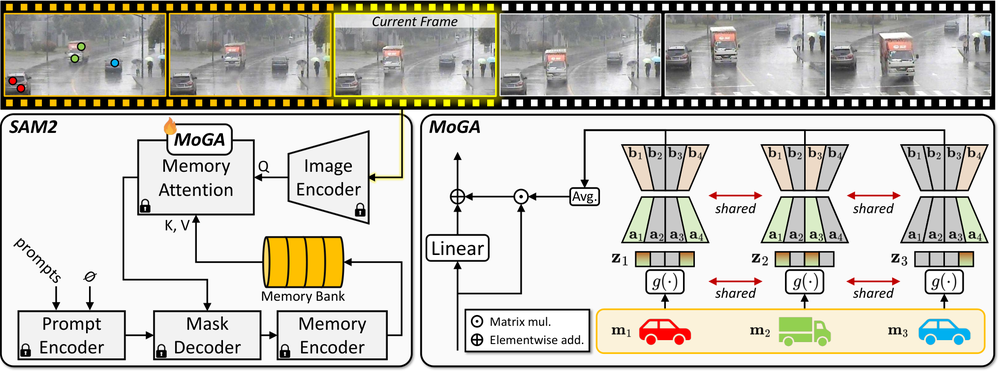 Current Frame
SAM2
MoGA
Memory
Attention
Q
Image
Encoder
K, V
prompts
Ø
Memory Bank
Prompt
Encoder
Mask
Decoder
Memory
Encoder
MoGA
Linear
Avg.
⊙ Matrix mul.
⊕ Elementwise add.
b₁ b₂ b₃ b₄
a₁ a₂ a₃ a₄
z₁
g(·)
m₁
shared
shared
b₁ b₂ b₃ b₄
a₁ a₂ a₃ a₄
z₂
g(·)
m₂
shared
shared
b₁ b₂ b₃ b₄
a₁ a₂ a₃ a₄
z₃
g(·)
m₃